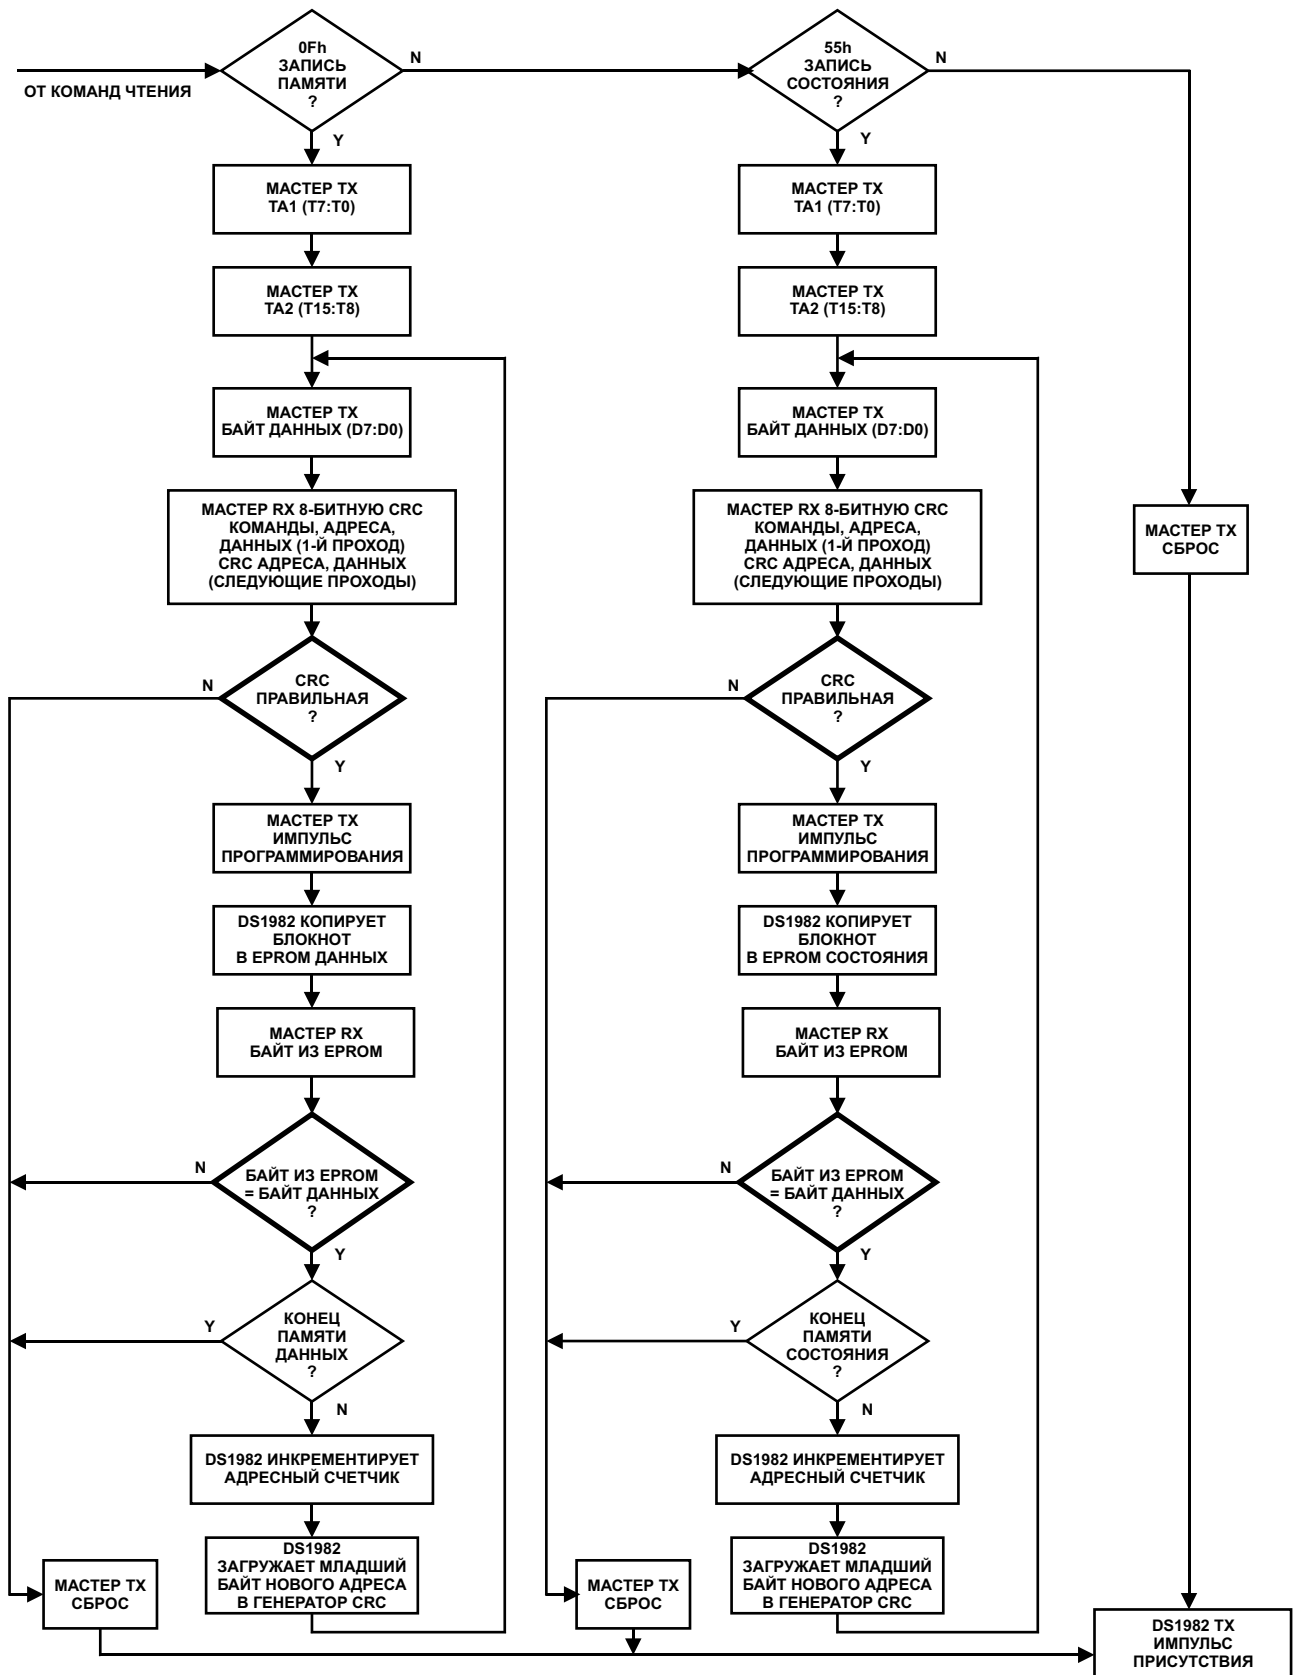 ОТ КОМАНД ЧТЕНИЯ
0Fh
ЗАПИСЬ
ПАМЯТИ
?
N
Y
МАСТЕР TX
TA1 (T7:T0)
МАСТЕР TX
TA2 (T15:T8)
МАСТЕР TX
БАЙТ ДАННЫХ (D7:D0)
МАСТЕР RX 8-БИТНУЮ CRC
КОМАНДЫ, АДРЕСА,
ДАННЫХ (1-Й ПРОХОД)
CRC АДРЕСА, ДАННЫХ
(СЛЕДУЮЩИЕ ПРОХОДЫ)
N
CRC
ПРАВИЛЬНАЯ
?
Y
МАСТЕР TX
ИМПУЛЬС
ПРОГРАММИРОВАНИЯ
DS1982 КОПИРУЕТ
БЛОКНОТ
В EPROM ДАННЫХ
МАСТЕР RX
БАЙТ ИЗ EPROM
N
БАЙТ ИЗ EPROM
= БАЙТ ДАННЫХ
?
Y
Y
КОНЕЦ
ПАМЯТИ
ДАННЫХ
?
N
DS1982 ИНКРЕМЕНТИРУЕТ
АДРЕСНЫЙ СЧЕТЧИК
DS1982
ЗАГРУЖАЕТ МЛАДШИЙ
БАЙТ НОВОГО АДРЕСА
В ГЕНЕРАТОР CRC
МАСТЕР TX
СБРОС
55h
ЗАПИСЬ
СОСТОЯНИЯ
?
N
Y
МАСТЕР TX
TA1 (T7:T0)
МАСТЕР TX
TA2 (T15:T8)
МАСТЕР TX
БАЙТ ДАННЫХ (D7:D0)
МАСТЕР RX 8-БИТНУЮ CRC
КОМАНДЫ, АДРЕСА,
ДАННЫХ (1-Й ПРОХОД)
CRC АДРЕСА, ДАННЫХ
(СЛЕДУЮЩИЕ ПРОХОДЫ)
N
CRC
ПРАВИЛЬНАЯ
?
Y
МАСТЕР TX
ИМПУЛЬС
ПРОГРАММИРОВАНИЯ
DS1982 КОПИРУЕТ
БЛОКНОТ
В EPROM СОСТОЯНИЯ
МАСТЕР RX
БАЙТ ИЗ EPROM
N
БАЙТ ИЗ EPROM
= БАЙТ ДАННЫХ
?
Y
Y
КОНЕЦ
ПАМЯТИ
СОСТОЯНИЯ
?
N
DS1982 ИНКРЕМЕНТИРУЕТ
АДРЕСНЫЙ СЧЕТЧИК
DS1982
ЗАГРУЖАЕТ МЛАДШИЙ
БАЙТ НОВОГО АДРЕСА
В ГЕНЕРАТОР CRC
МАСТЕР TX
СБРОС
МАСТЕР TX
СБРОС
DS1982 TX
ИМПУЛЬС
ПРИСУТСТВИЯ